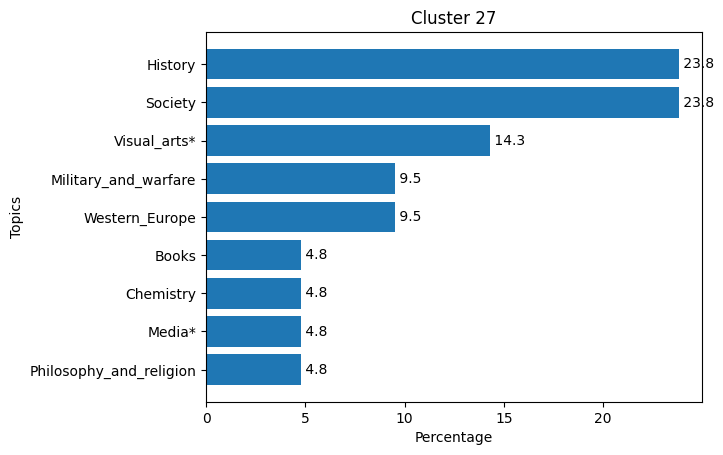 Cluster 27
History 23.8
Society 23.8
Visual_arts* 14.3
Military_and_warfare 9.5
Western_Europe 9.5
Books 4.8
Chemistry 4.8
Media* 4.8
Philosophy_and_religion 4.8
Topics
0 5 10 15 20
Percentage